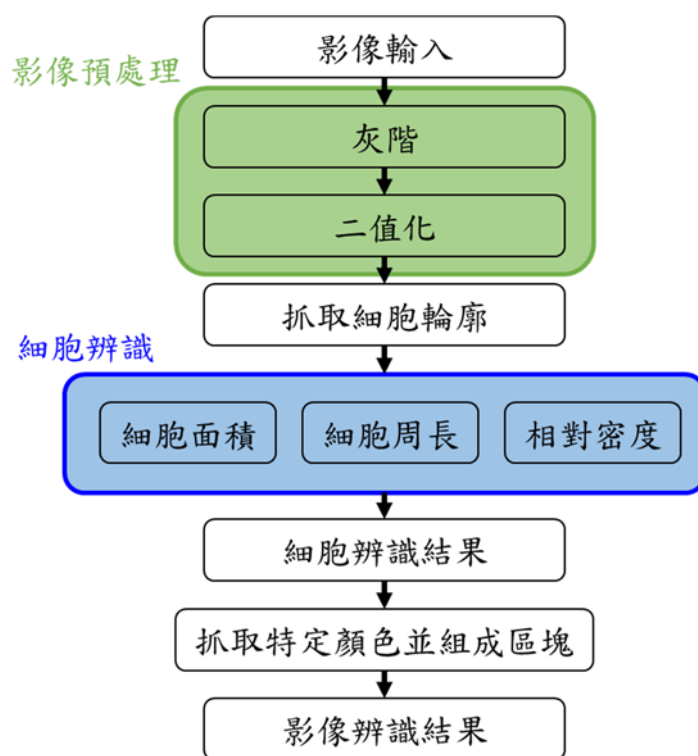 影像輸入
影像預處理
灰階
二值化
抓取細胞輪廓
細胞辨識
細胞面積
細胞周長
相對密度
細胞辨識結果
抓取特定顏色並組成區塊
影像辨識結果